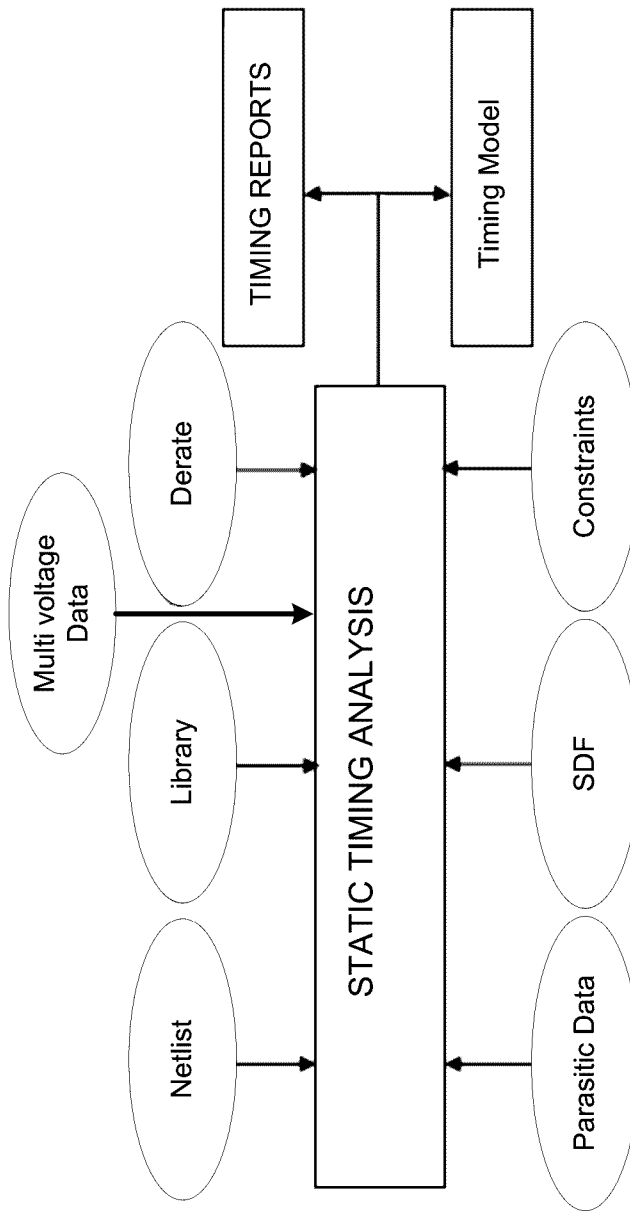 Multi voltage
Data
Netlist
Library
Derate
STATIC TIMING ANALYSIS
TIMING REPORTS
Timing Model
Parasitic Data
SDF
Constraints